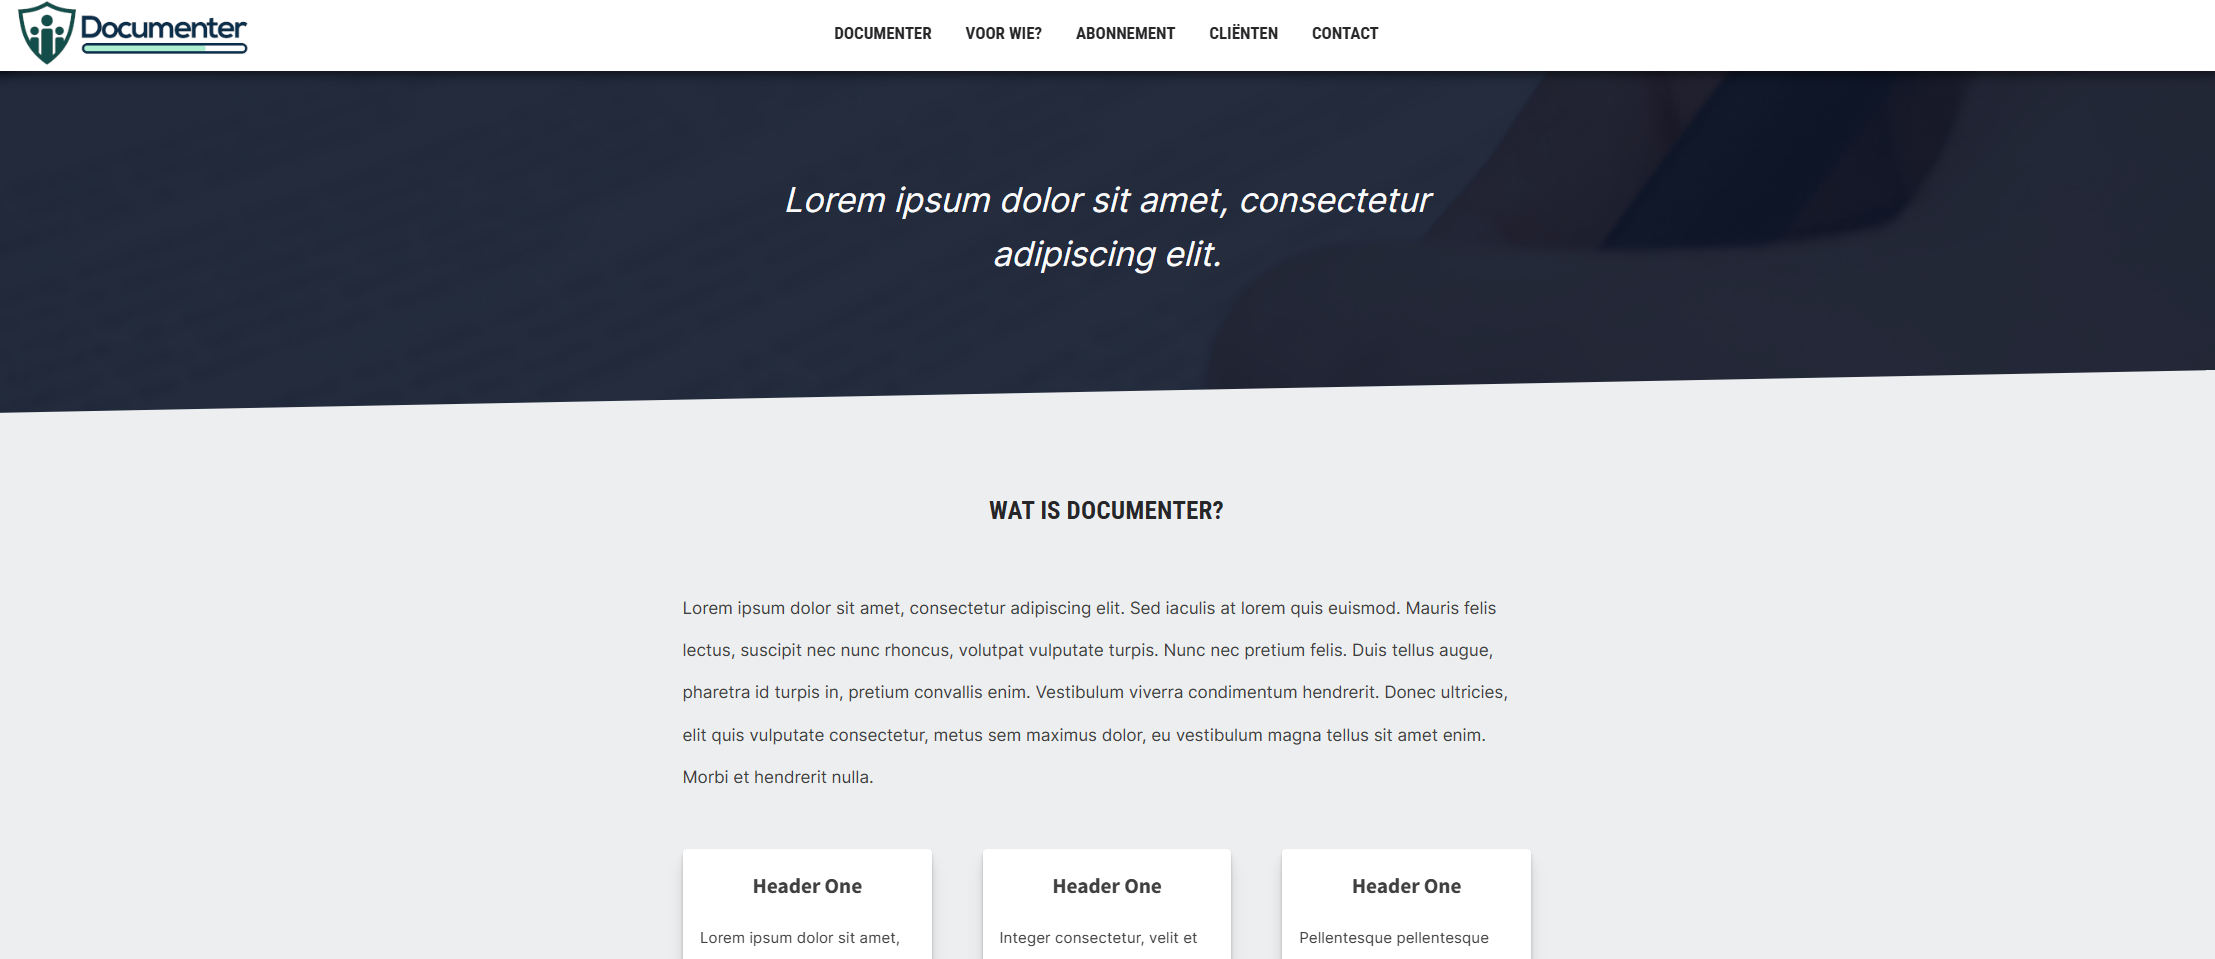 Documenter
DOCUMENTER VOOR WIE? ABONNEMENT CLIËNTEN CONTACT
Lorem ipsum dolor sit amet, consectetur
adipiscing elit.
WAT IS DOCUMENTER?
Lorem ipsum dolor sit amet, consectetur adipiscing elit. Sed iaculis at lorem quis euismod. Mauris felis
lectus, suscipit nec nunc rhoncus, volutpat vulputate turpis. Nunc nec pretium felis. Duis tellus augue,
pharetra id turpis in, pretium convallis enim. Vestibulum viverra condimentum hendrerit. Donec ultricies,
elit quis vulputate consectetur, metus sem maximus dolor, eu vestibulum magna tellus sit amet enim.
Morbi et hendrerit nulla.
Header One
Lorem ipsum dolor sit amet,
Header One
Integer consectetur, velit et
Header One
Pellentesque pellentesque